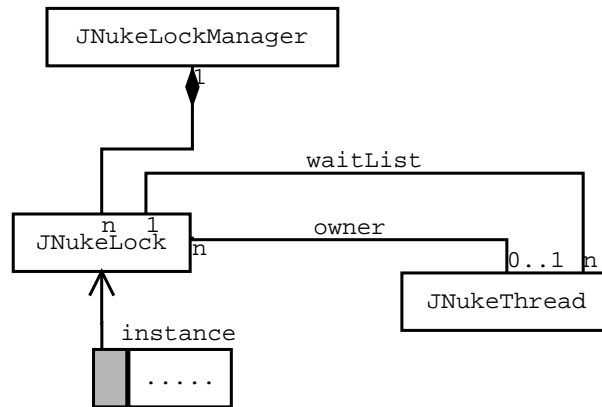 JNukeLockManager
1
waitList
n
1
JNukeLock
n
owner
0..1
n
JNukeThread
instance
.....